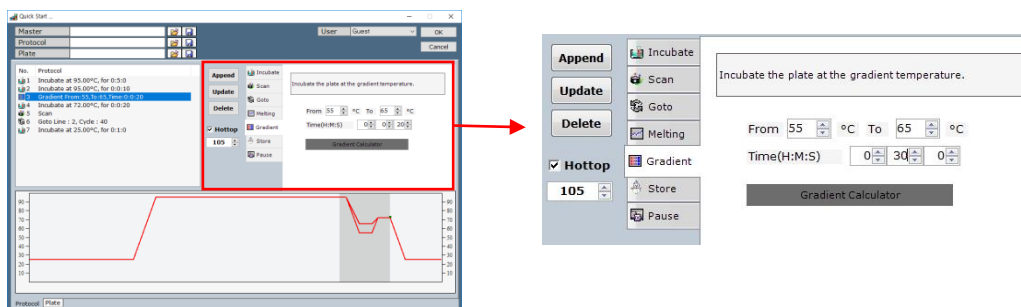 Quick Start ...
Master
Protocol
Plate
User Guest
OK
Cancel
No. Protocol
1 Incubate at 95.00°C, for 0:5:0
2 Incubate at 95.00°C, for 0:0:10
3 Gradient From:55,To:65,Time:0:0:20
4 Incubate at 72.00°C, for 0:0:20
5 Scan
6 Goto Line : 2, Cycle : 40
7 Incubate at 25.00°C, for 0:1:0
Append
Update
Delete
Hottop
105
Incubate
Scan
Goto
Melting
Gradient
Store
Pause
Incubate the plate at the gradient temperature.
From 55 °C To 65 °C
Time(H:M:S) 0 0 20
Gradient Calculator
90
80
70
60
50
40
30
20
10
90
80
70
60
50
40
30
20
10
Protocol Plate
Append
Update
Delete
Hottop
105
Incubate
Scan
Goto
Melting
Gradient
Store
Pause
Incubate the plate at the gradient temperature.
From 55 °C To 65 °C
Time(H:M:S) 0 30 0
Gradient Calculator